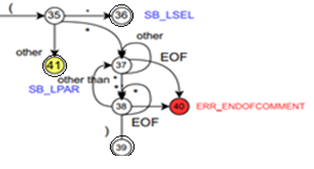 (
35
.
36
SB_LSEL
*
other
other
37
EOF
41
other than *
*
SB_LPAR
38
*
40
ERR_ENDOFCOMMENT
EOF
)
39